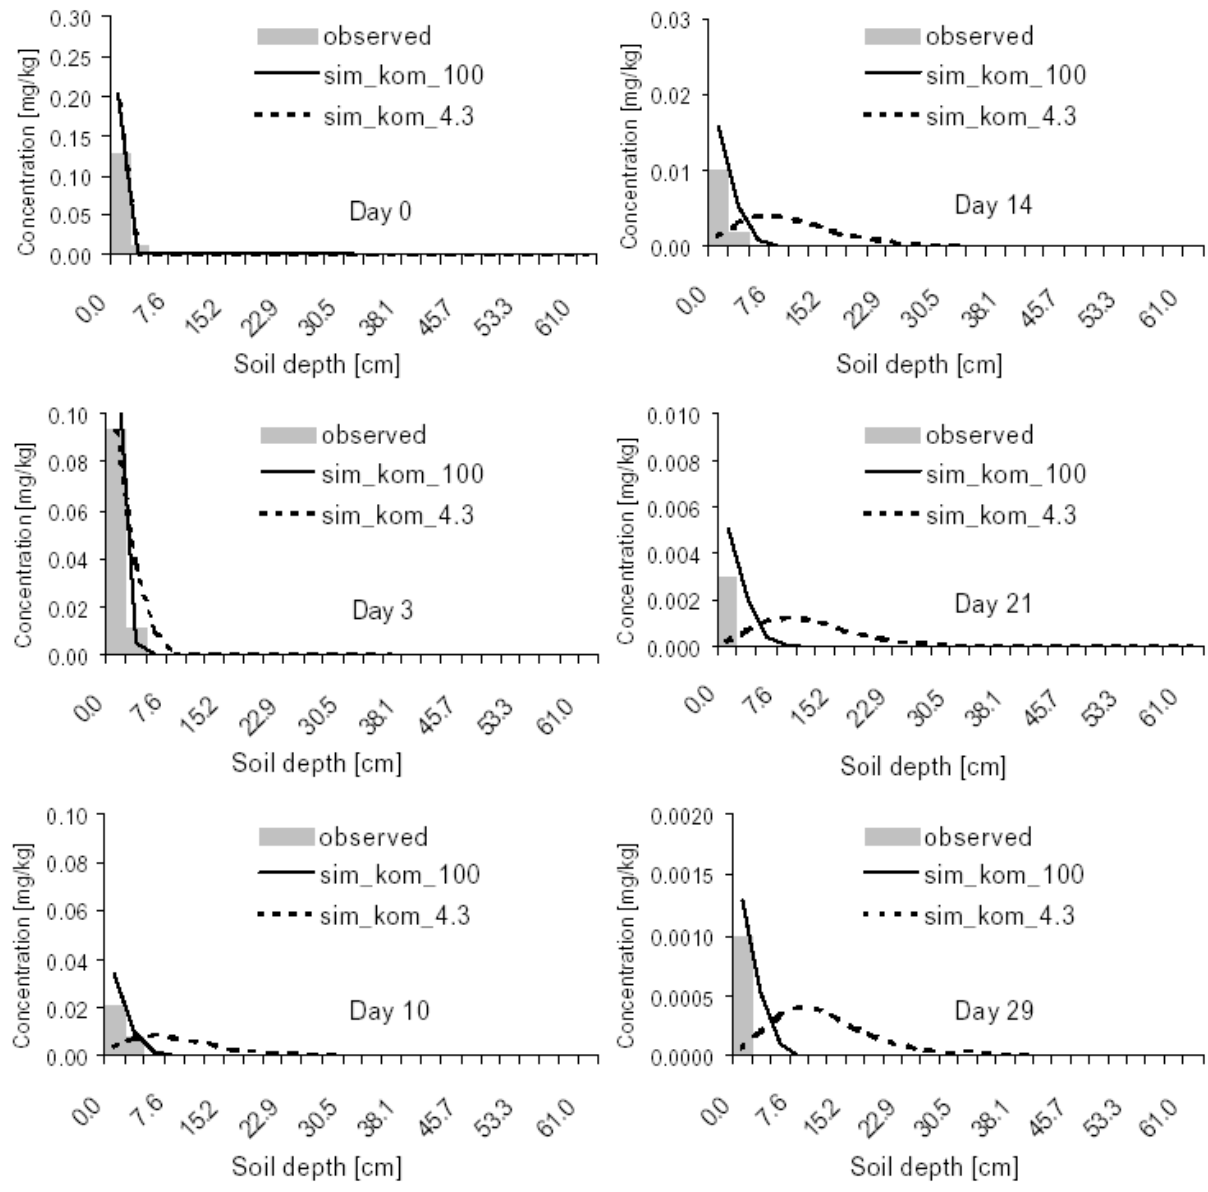 0.30
0.25
0.20
0.15
0.10
0.05
0.00
Concentration [mg/kg]
observed
sim_kom_100
sim_kom_4.3
Day 0
0.0 7.6 15.2 22.9 30.5 38.1 45.7 53.3 61.0
Soil depth [cm]
0.03
0.02
0.01
0.00
Concentration [mg/kg]
observed
sim_kom_100
sim_kom_4.3
Day 14
0.0 7.6 15.2 22.9 30.5 38.1 45.7 53.3 61.0
Soil depth [cm]
0.10
0.08
0.06
0.04
0.02
0.00
Concentration [mg/kg]
observed
sim_kom_100
sim_kom_4.3
Day 3
0.0 7.6 15.2 22.9 30.5 38.1 45.7 53.3 61.0
Soil depth [cm]
0.010
0.008
0.006
0.004
0.002
0.000
Concentration [mg/kg]
observed
sim_kom_100
sim_kom_4.3
Day 21
0.0 7.6 15.2 22.9 30.5 38.1 45.7 53.3 61.0
Soil depth [cm]
0.10
0.08
0.06
0.04
0.02
0.00
Concentration [mg/kg]
observed
sim_kom_100
sim_kom_4.3
Day 10
0.0 7.6 15.2 22.9 30.5 38.1 45.7 53.3 61.0
Soil depth [cm]
0.0020
0.0015
0.0010
0.0005
0.0000
Concentration [mg/kg]
observed
sim_kom_100
sim_kom_4.3
Day 29
0.0 7.6 15.2 22.9 30.5 38.1 45.7 53.3 61.0
Soil depth [cm]